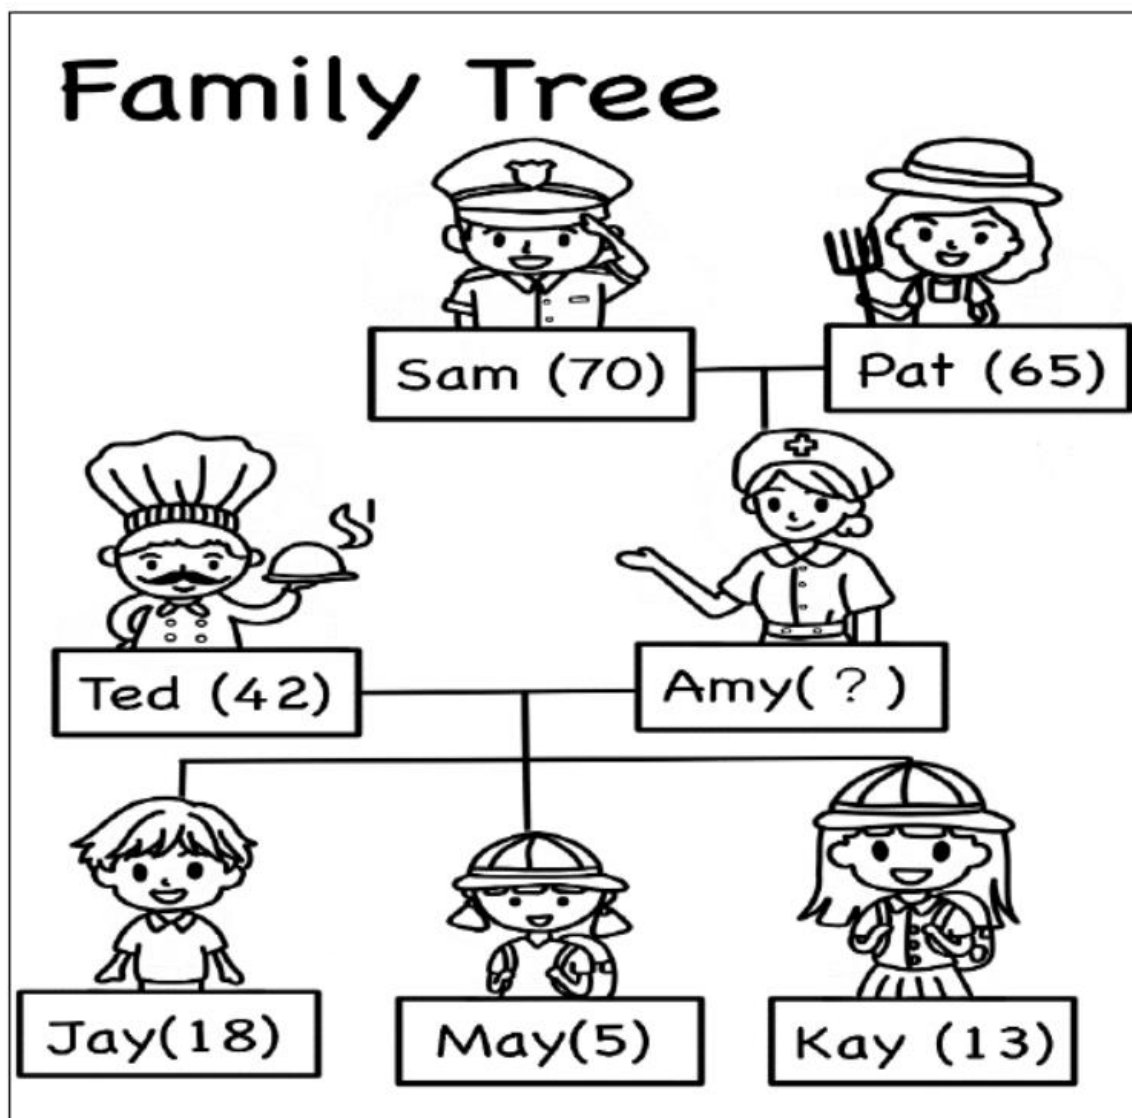 Family Tree
Sam (70)
Pat (65)
Ted (42)
Amy( ? )
Jay(18)
May(5)
Kay (13)